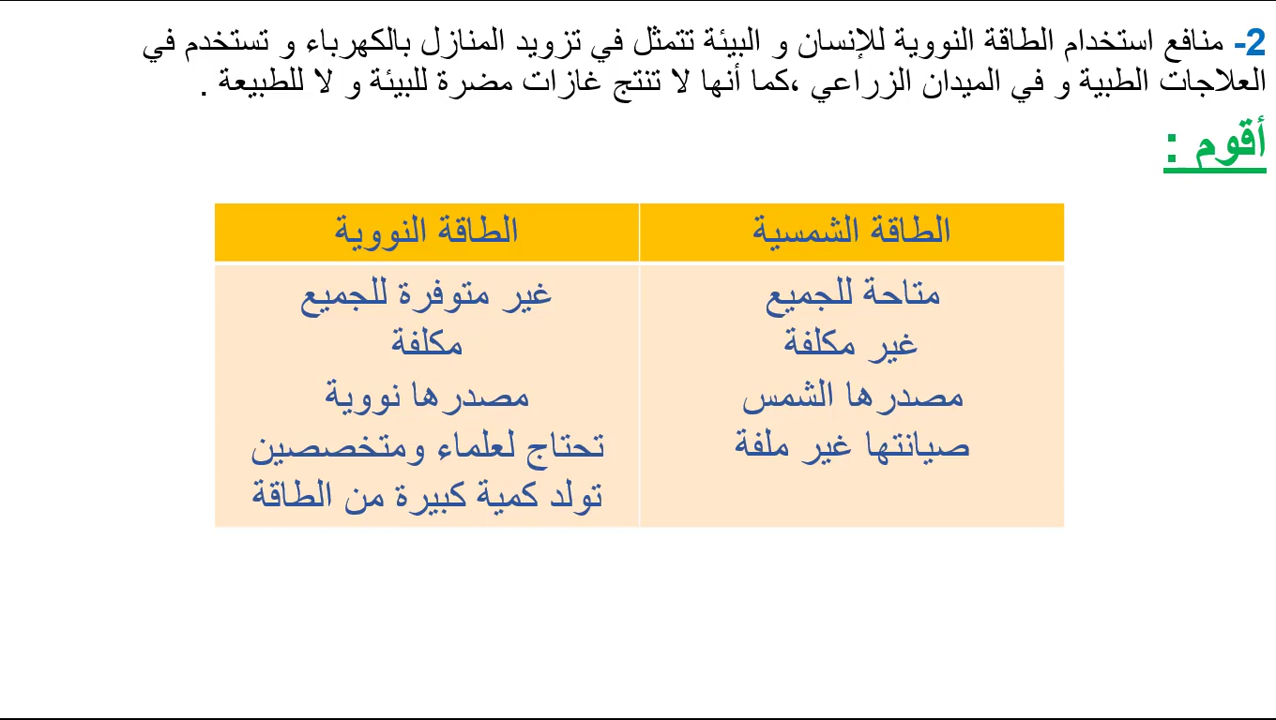 2- منافع استخدام الطاقة النووية للإنسان و البيئة تتمثل في تزويد المنازل بالكهرباء و تستخدم في
العلاجات الطبية و في الميدان الزراعي ،كما أنها لا تنتج غازات مضرة للبيئة و لا للطبيعة .
أقوم :
الطاقة الشمسية
متاحة للجميع
غير مكلفة
مصدرها الشمس
صيانتها غير ملفة
الطاقة النووية
غير متوفرة للجميع
مكلفة
مصدرها نووية
تحتاج لعلماء ومتخصصين
تولد كمية كبيرة من الطاقة